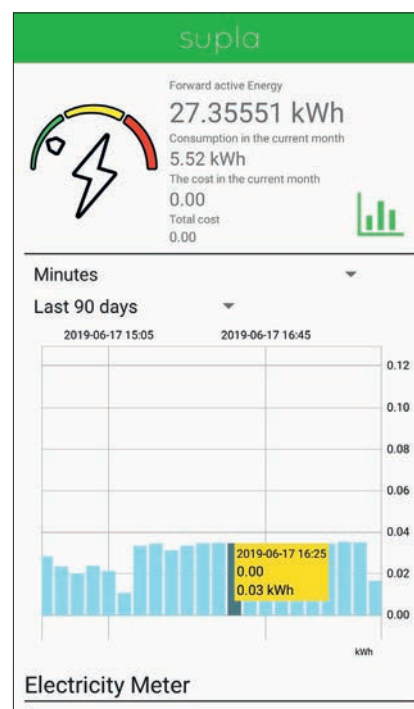 supla
Forward active Energy
27.35551 kWh
Consumption in the current month
5.52 kWh
The cost in the current month
0.00
Total cost
0.00
Minutes
Last 90 days
2019-06-17 15:05 2019-06-17 16:45
0.12
0.10
0.08
0.06
0.04
2019-06-17 16:25
0.00
0.02
0.03 kWh
0.00
kWh
Electricity Meter